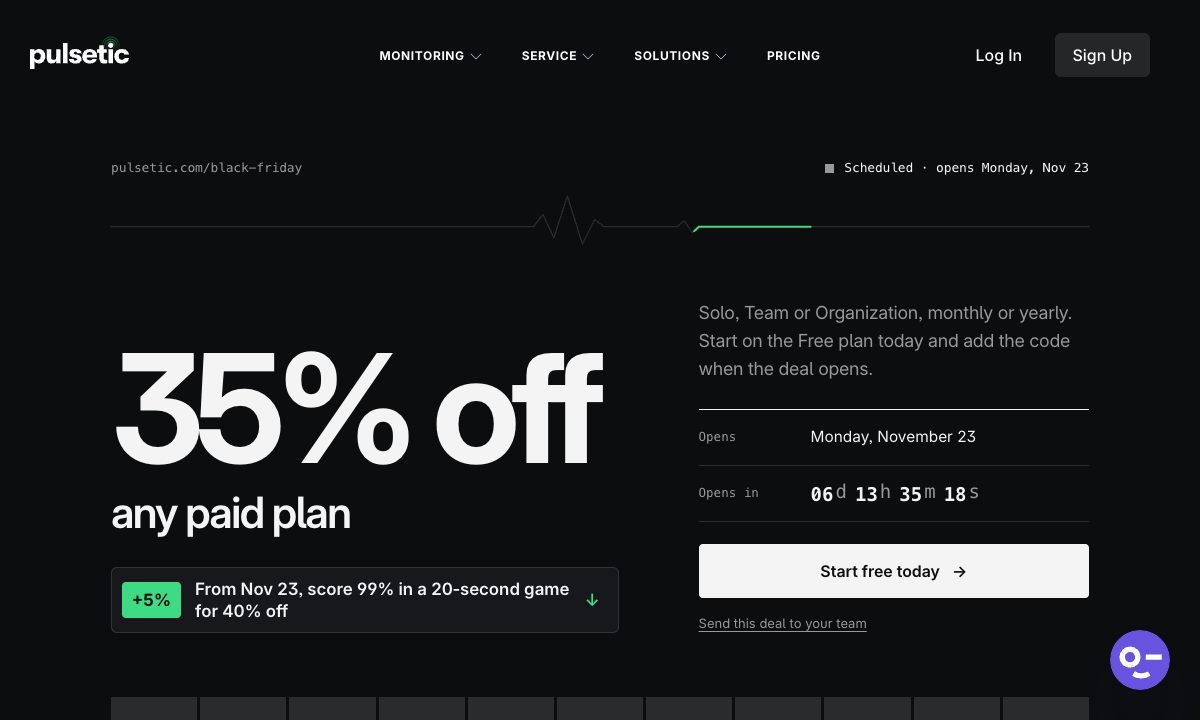 pulsetic
MONITORING
SERVICE
SOLUTIONS
PRICING
Log In
Sign Up
pulsetic.com/black-friday
Scheduled · opens Monday, Nov 23
35% off
any paid plan
+5%
From Nov 23, score 99% in a 20-second game
for 40% off
Solo, Team or Organization, monthly or yearly.
Start on the Free plan today and add the code
when the deal opens.
Opens
Monday, November 23
Opens in
06d 13h 35m 18s
Start free today →
Send this deal to your team